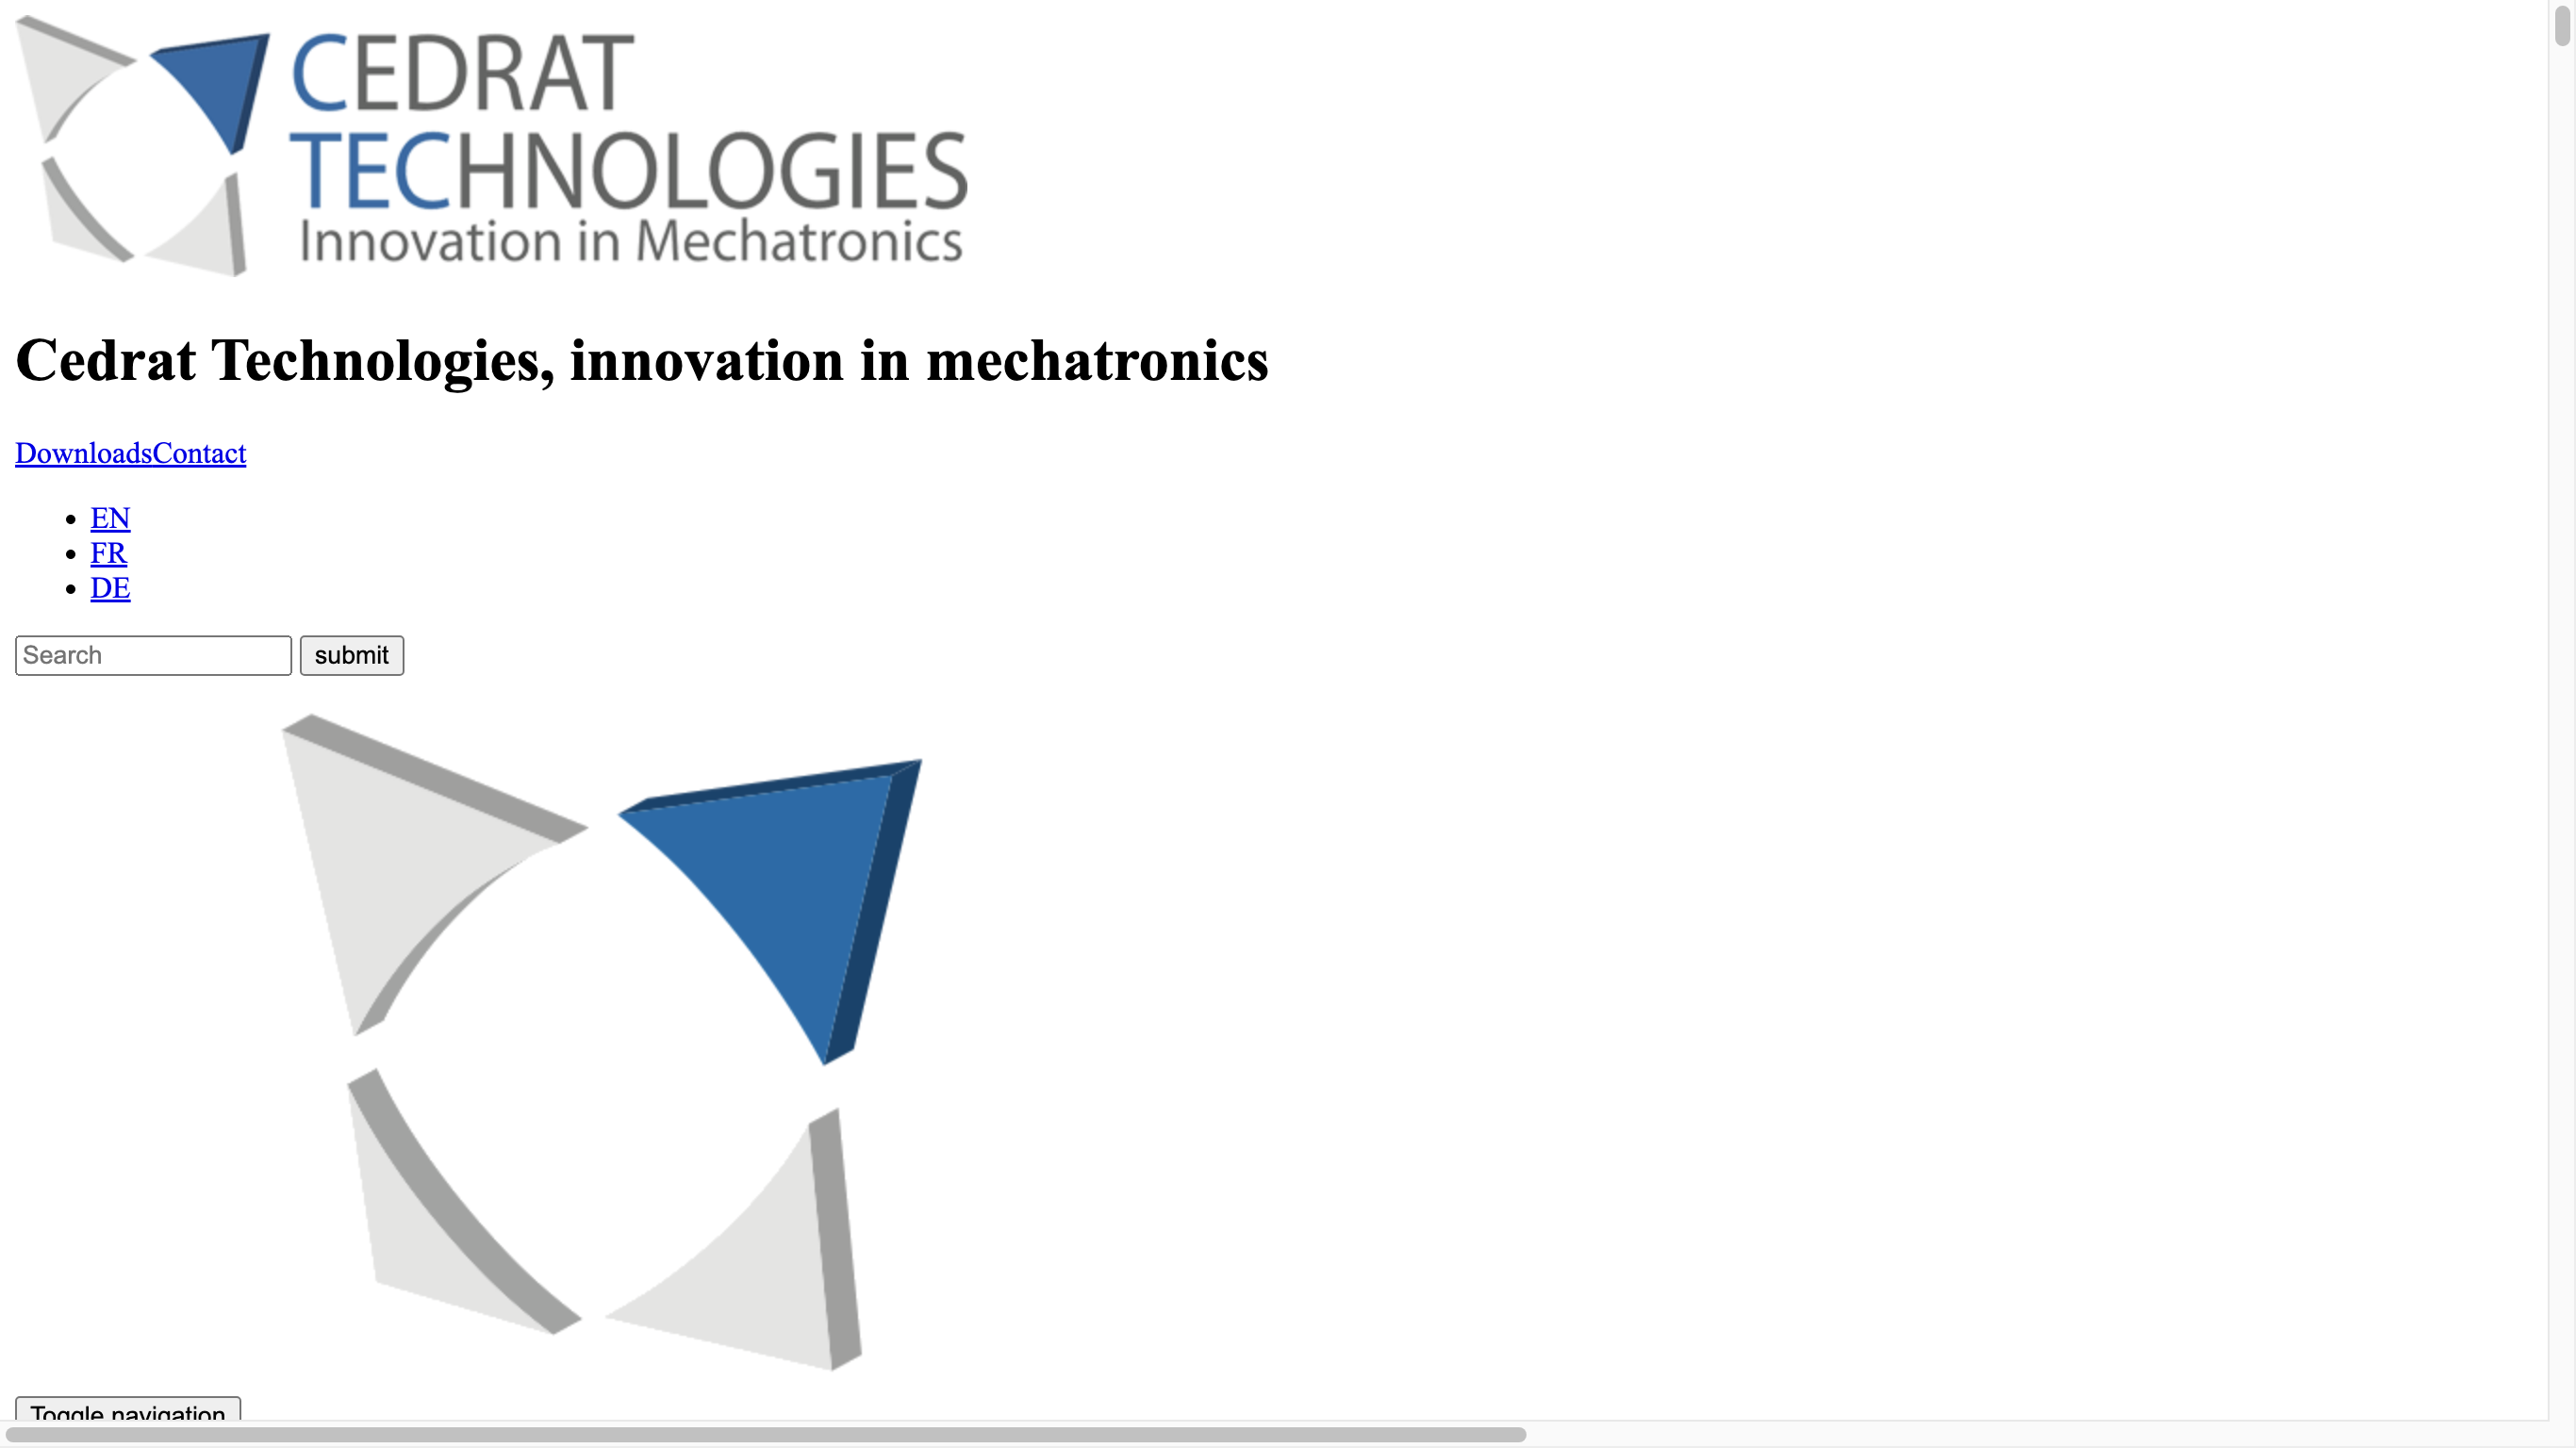 CEDRAT
TECHNOLOGIES
Innovation in Mechatronics
Cedrat Technologies, innovation in mechatronics
DownloadsContact
EN
FR
DE
Search submit
Toggle navigation